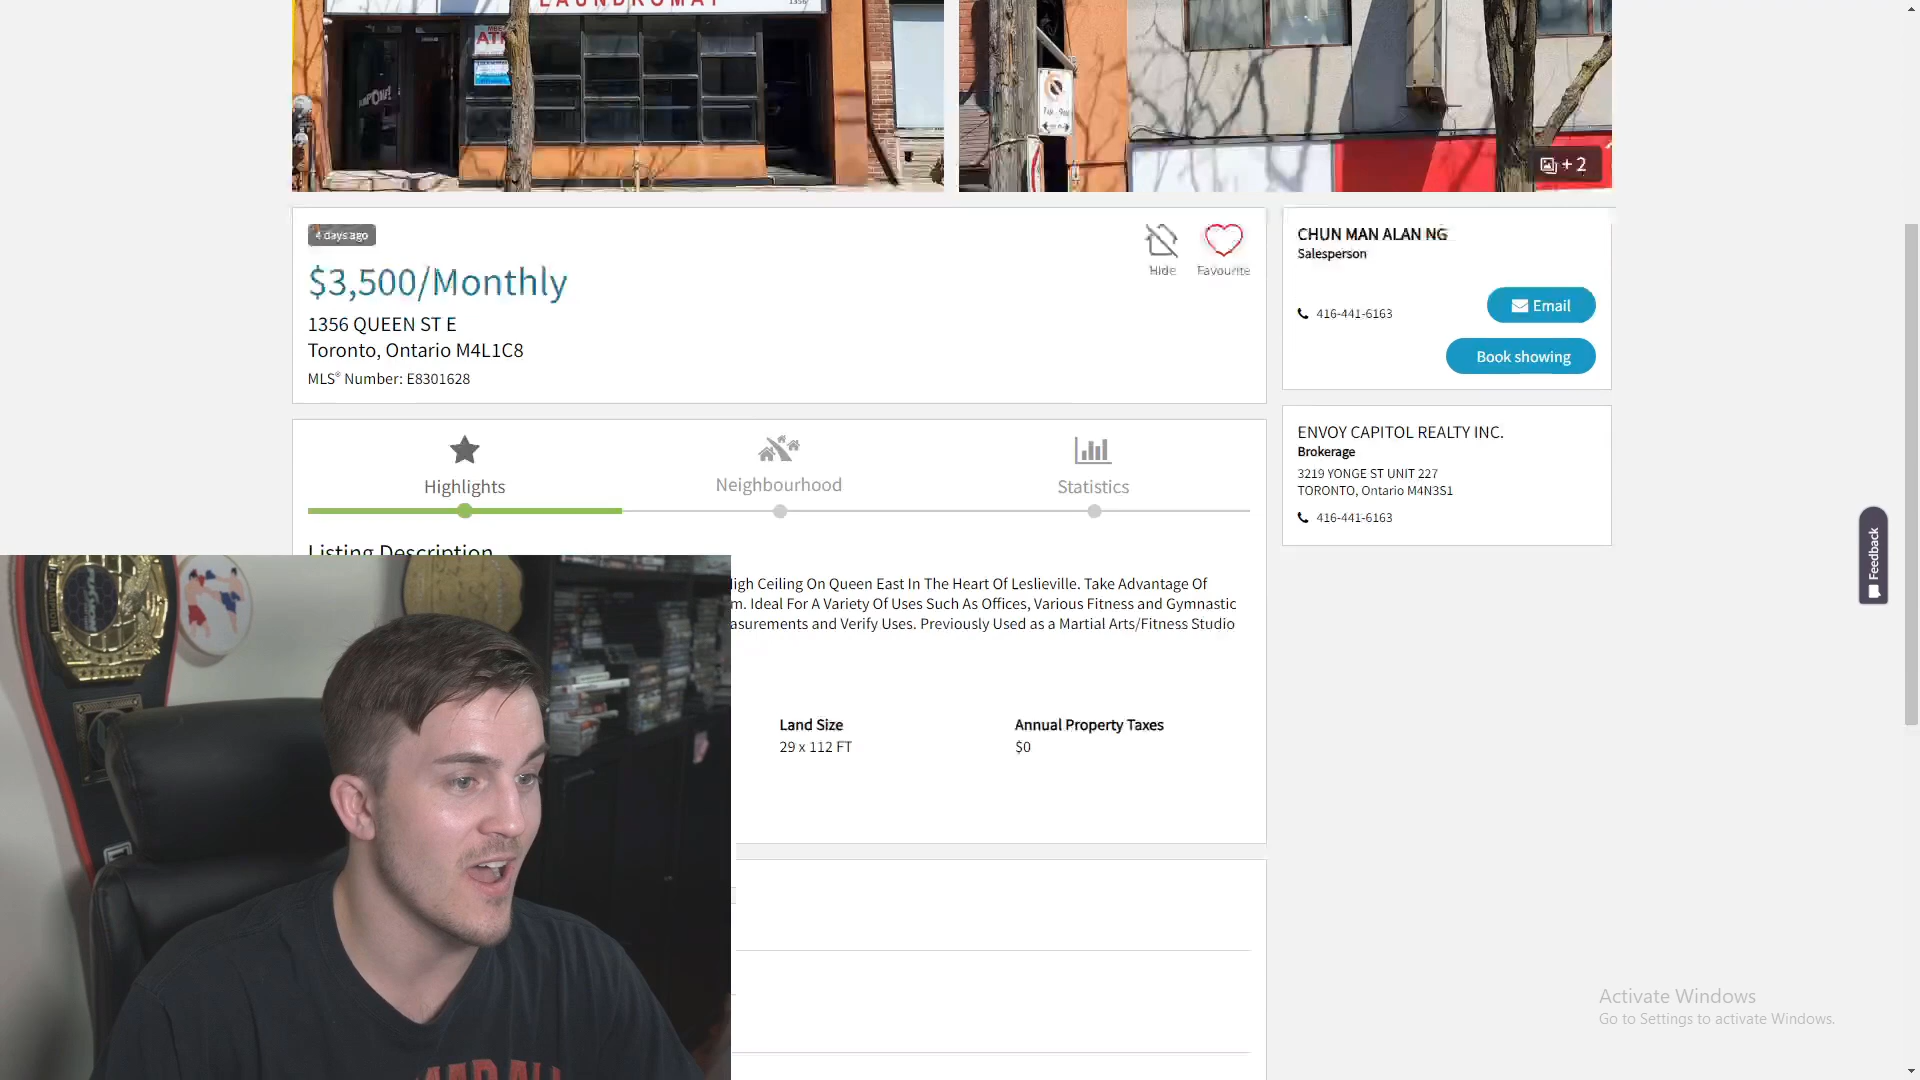 LAUNDROMAT
1356
ATM
+ 2
4 days ago
$3,500/Monthly
1356 QUEEN ST E
Toronto, Ontario M4L1C8
MLS® Number: E8301628
Hide
Favourite
CHUN MAN ALAN NG
Salesperson
416-441-6163
Email
Book showing
ENVOY CAPITOL REALTY INC.
Brokerage
3219 YONGE ST UNIT 227
TORONTO, Ontario M4N3S1
416-441-6163
Highlights
Neighbourhood
Statistics
Listing Description
High Ceiling On Queen East In The Heart Of Leslieville. Take Advantage Of
m. Ideal For A Variety Of Uses Such As Offices, Various Fitness and Gymnastic
asurements and Verify Uses. Previously Used as a Martial Arts/Fitness Studio
Land Size
29 x 112 FT
Annual Property Taxes
$0
Feedback
Activate Windows
Go to Settings to activate Windows.